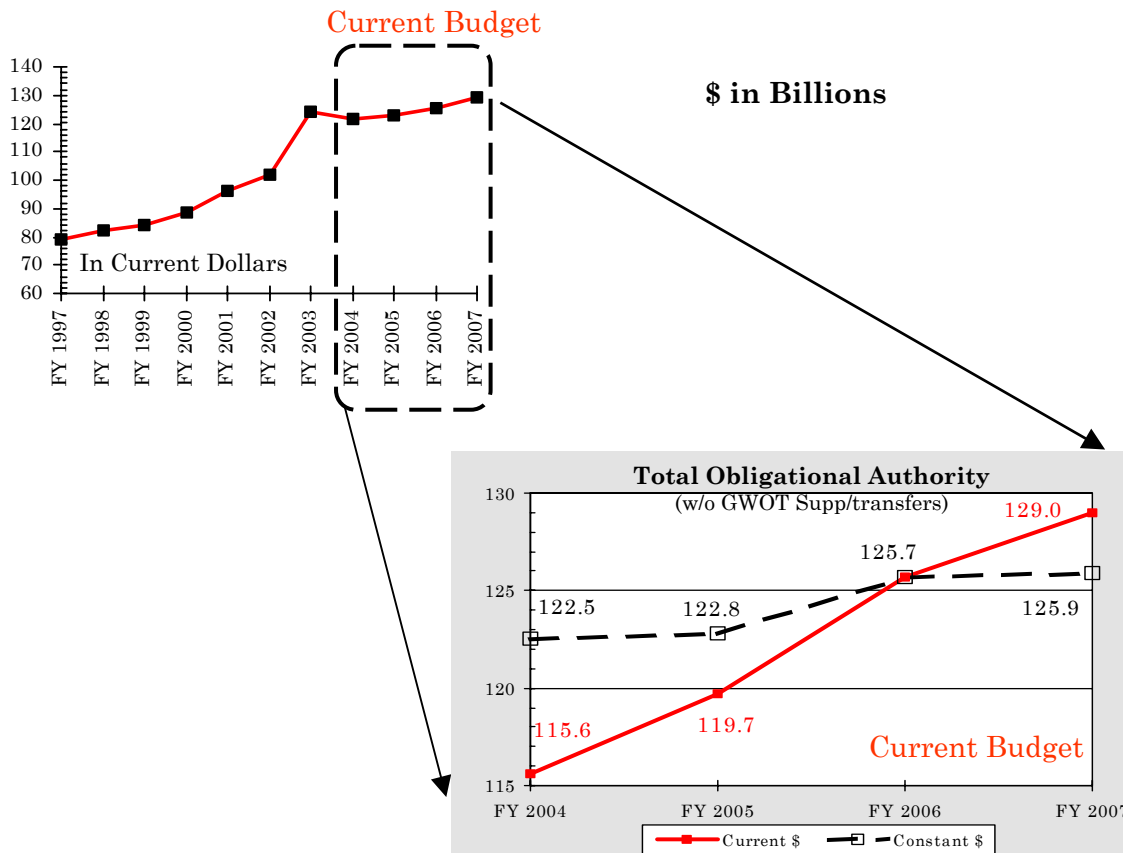 Current Budget
$ in Billions
140
130
120
110
100
90
80
70
60
In Current Dollars
FY 1997
FY 1998
FY 1999
FY 2000
FY 2001
FY 2002
FY 2003
FY 2004
FY 2005
FY 2006
FY 2007
Total Obligational Authority
(w/o GWOT Supp/transfers)
130
125
120
115
129.0
125.7
122.5
122.8
125.9
115.6
119.7
Current Budget
FY 2004
FY 2005
FY 2006
FY 2007
Current $
Constant $